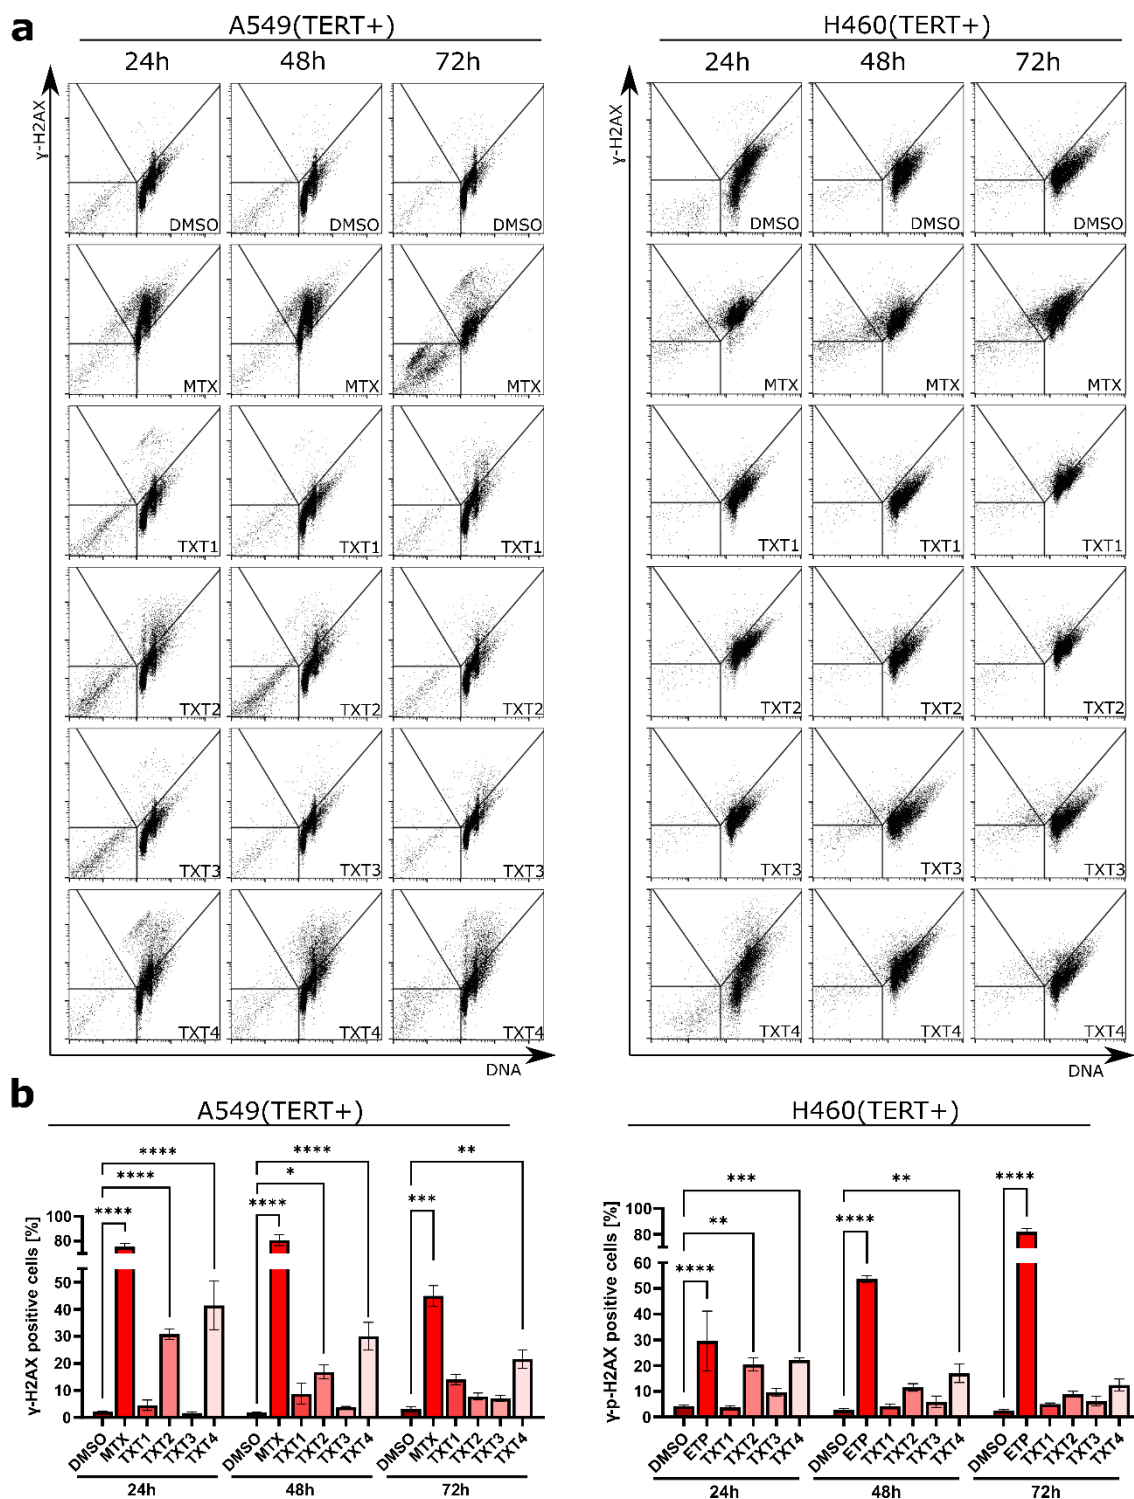 a
A549(TERT+)
H460(TERT+)
24h 48h 72h
24h 48h 72h
γ-H2AX
γ-H2AX
DMSO DMSO DMSO
DMSO DMSO DMSO
MTX MTX MTX
MTX MTX MTX
TXT1 TXT1 TXT1
TXT1 TXT1 TXT1
TXT2 TXT2 TXT2
TXT2 TXT2 TXT2
TXT3 TXT3 TXT3
TXT3 TXT3 TXT3
TXT4 TXT4 TXT4
TXT4 TXT4 TXT4
DNA
DNA
b
A549(TERT+)
**** **** **
**** *
**** **** ***
γ-H2AX positive cells [%]
100
80
50
40
30
20
10
0
DMSO MTX TXT1 TXT2 TXT3 TXT4 DMSO MTX TXT1 TXT2 TXT3 TXT4 DMSO MTX TXT1 TXT2 TXT3 TXT4
24h 48h 72h
H460(TERT+)
*** ** ****
** ****
****
γ-p-H2AX positive cells [%]
100
80
60
50
40
30
20
10
0
DMSO ETP TXT1 TXT2 TXT3 TXT4 DMSO ETP TXT1 TXT2 TXT3 TXT4 DMSO ETP TXT1 TXT2 TXT3 TXT4
24h 48h 72h